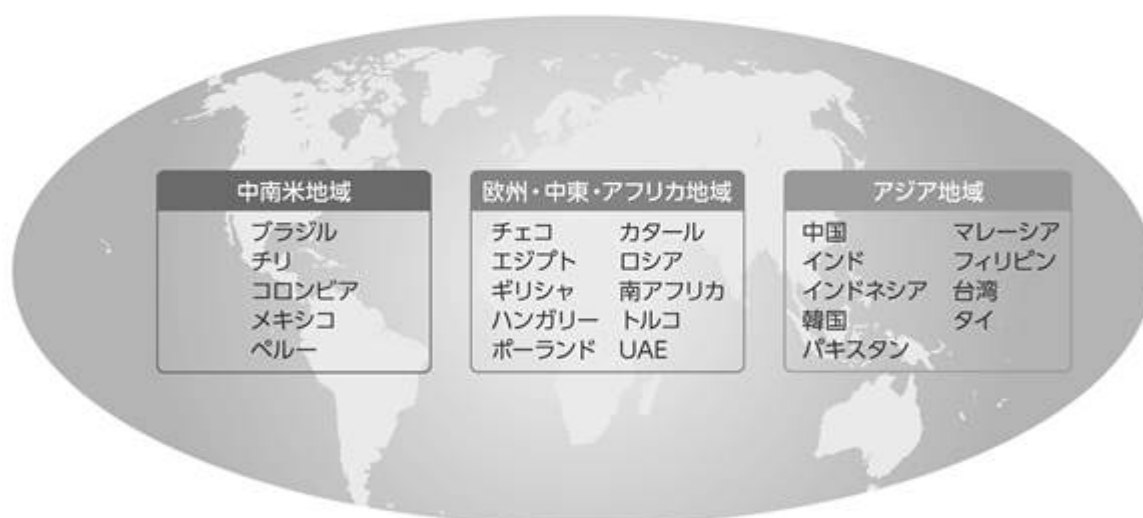 中南米地域
ブラジル
チリ
コロンビア
メキシコ
ペルー
欧州・中東・アフリカ地域
チェコ カタール
エジプト ロシア
ギリシャ 南アフリカ
ハンガリー トルコ
ポーランド UAE
アジア地域
中国 マレーシア
インド フィリピン
インドネシア 台湾
韓国 タイ
パキスタン